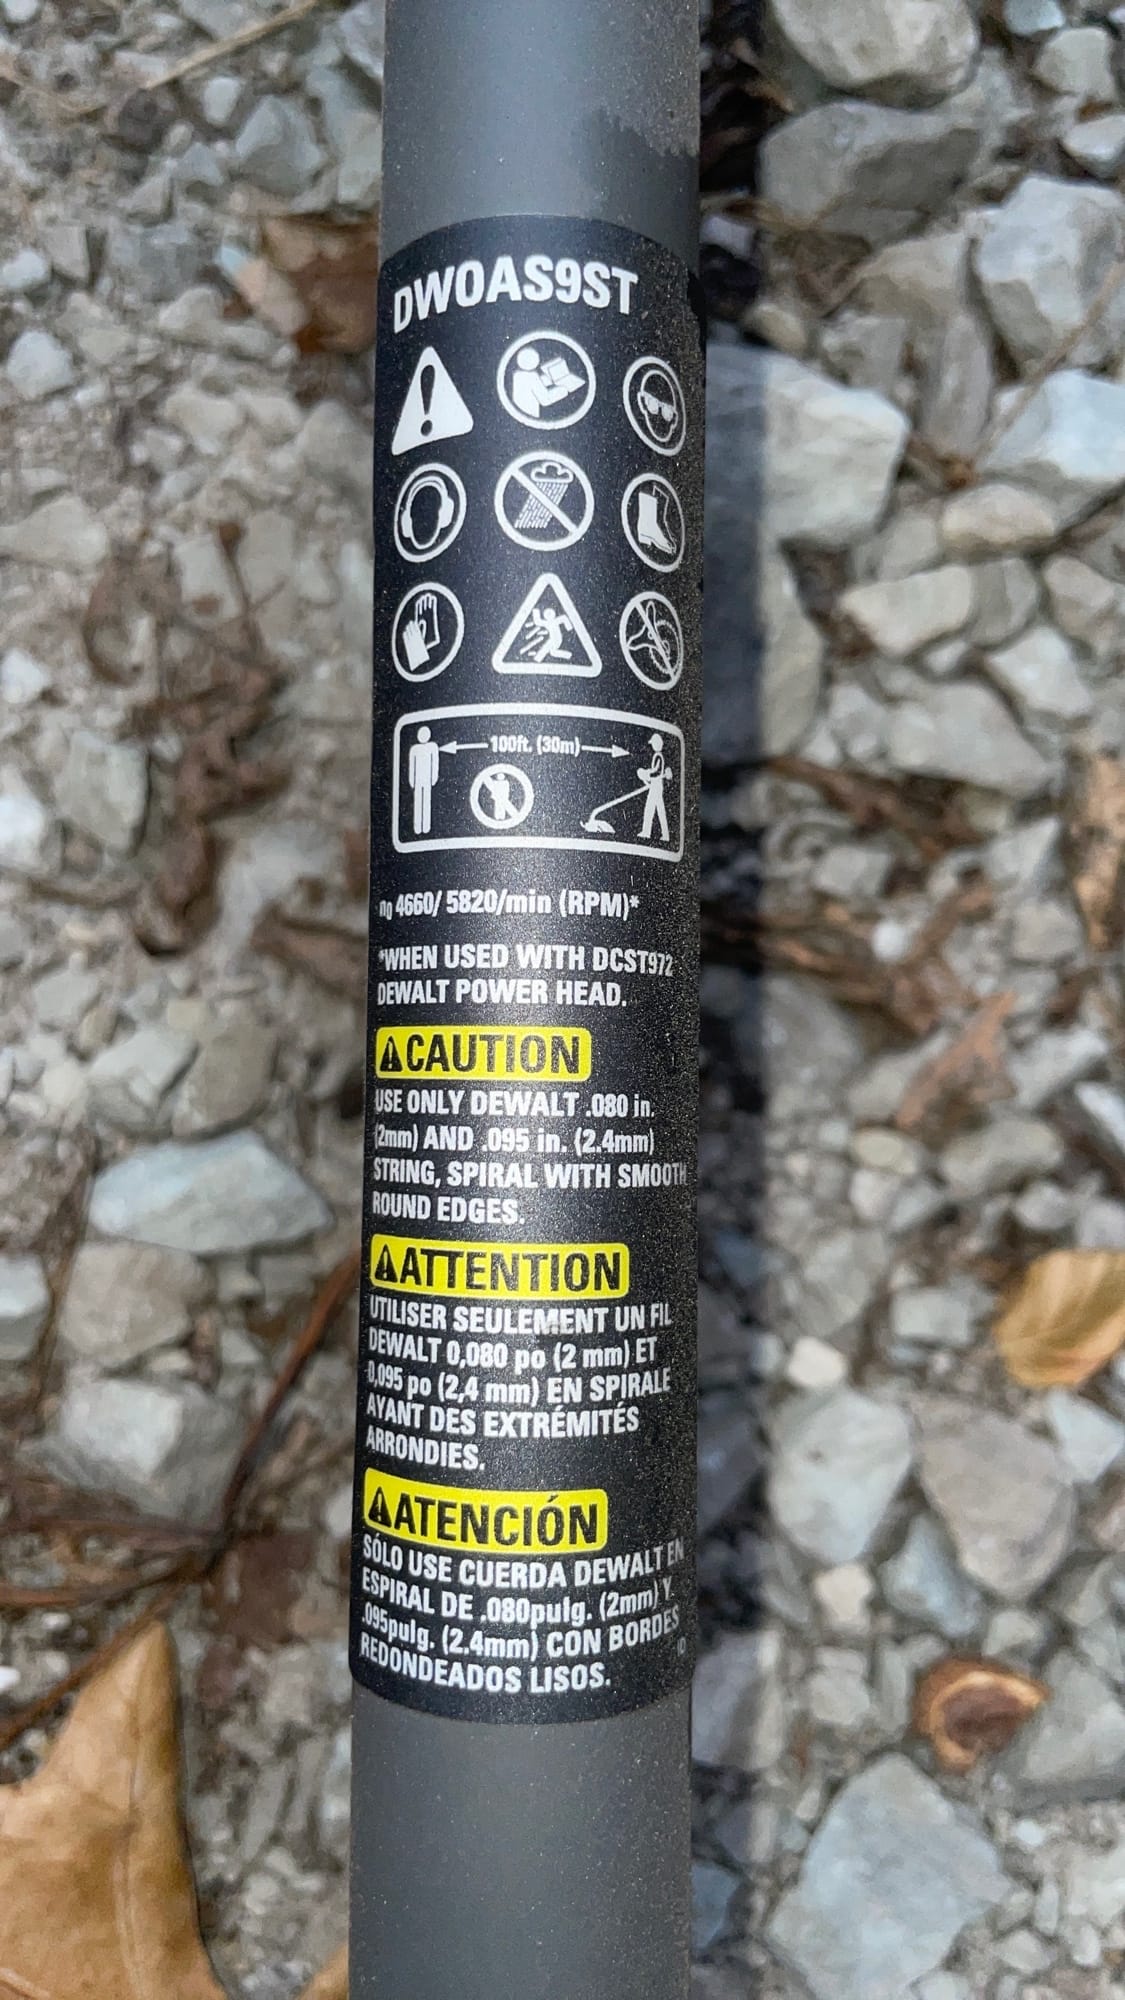 DWOAS9ST
100ft. (30m)
n0 4660/ 5820/min (RPM)*
*WHEN USED WITH DCST972
DEWALT POWER HEAD.
CAUTION
USE ONLY DEWALT .080 in.
(2mm) AND .095 in. (2.4mm)
STRING, SPIRAL WITH SMOOTH
ROUND EDGES.
ATTENTION
UTILISER SEULEMENT UN FIL
DEWALT 0,080 po (2 mm) ET
0,095 po (2,4 mm) EN SPIRALE
AYANT DES EXTRÉMITÉS
ARRONDIES.
ATENCIÓN
SÓLO USE CUERDA DEWALT EN
ESPIRAL DE .080pulg. (2mm) Y
.095pulg. (2.4mm) CON BORDES
REDONDEADOS LISOS.